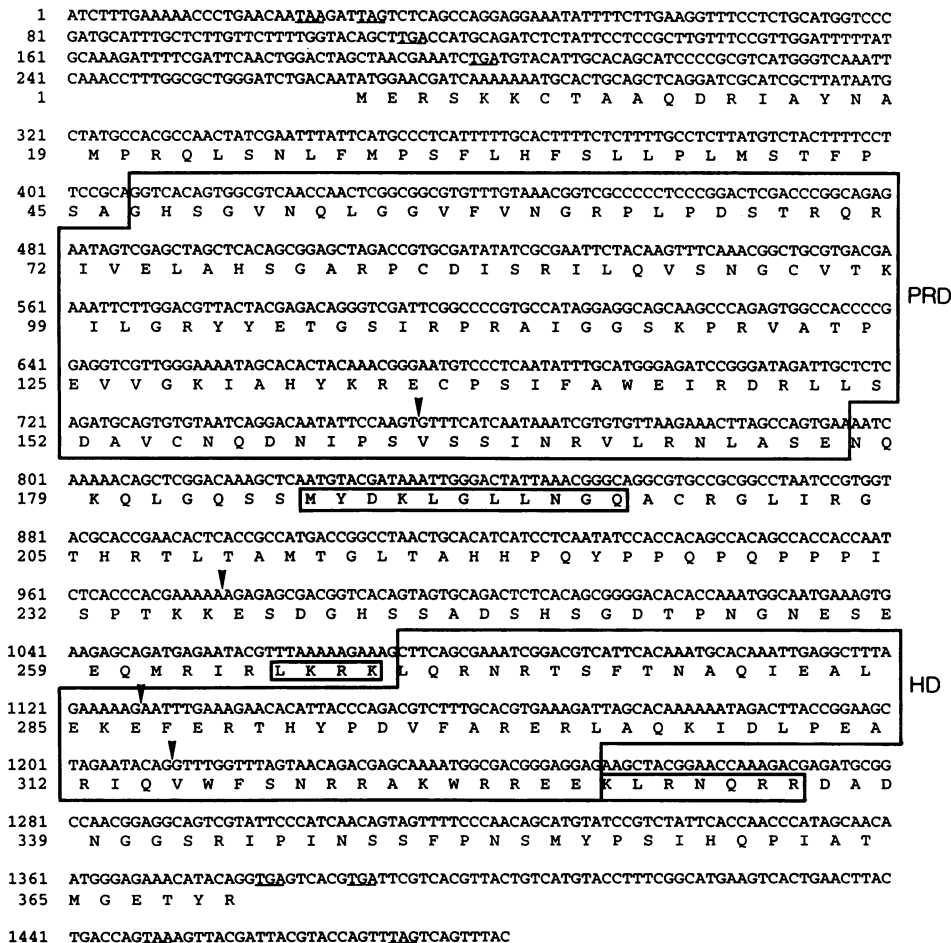 1 ATCTTTGAAAAACCCTGAACAATAAGATTAGTCTCAGCCAGGAGGAAATATTTTCTTGAAGGTTTCCTCTGCATGGTCCC
81 GATGCATTTGCTCTTGTTCTTTTGGTACAGCTTGACCATGCAGATCTCTATTCCTCCGCTTGTTTCCGTTGGATTTTTAT
161 GCAAAGATTTTCGATTCAACTGGACTAGCTAACGAAATCTGATGTACATTGCACAGCATCCCCGCGTCATGGGTCAAATT
241 CAAACCTTTGGCGCTGGGATCTGACAATATGGAACGATCAAAAAAATGCACTGCAGCTCAGGATCGCATCGCTTATAATG
1 M E R S K K C T A A Q D R I A Y N A
321 CTATGCCACGCCAACTATCGAATTTATTCATGCCCTCATTTTTGCACTTTTCTCTTTTGCCTCTTATGTCTACTTTTCCT
19 M P R Q L S N L F M P S F L H F S L L P L M S T F P
401 TCCGCAGGTCACAGTGGCGTCAACCAACTCGGCGGCGTGTTTGTAAACGGTCGCCCCCTCCCGGACTCGACCCGGCAGAG
45 S A G H S G V N Q L G G V F V N G R P L P D S T R Q R
481 AATAGTCGAGCTAGCTCACAGCGGAGCTAGACCGTGCGATATATCGCGAATTCTACAAGTTTCAAACGGCTGCGTGACGA
72 I V E L A H S G A R P C D I S R I L Q V S N G C V T K
PRD
561 AAATTCTTGGACGTTACTACGAGACAGGGTCGATTCGGCCCCGTGCCATAGGAGGCAGCAAGCCCAGAGTGGCCACCCCG
99 I L G R Y Y E T G S I R P R A I G G S K P R V A T P
641 GAGGTCGTTGGGAAAATAGCACACTACAAACGGGAATGTCCCTCAATATTTGCATGGGAGATCCGGGATAGATTGCTCTC
125 E V V G K I A H Y K R E C P S I F A W E I R D R L L S
721 AGATGCAGTGTGTAATCAGGACAATATTCCAAGTGTTTCATCAATAAATCGTGTGTTAAGAAACTTAGCCAGTGAAAATC
152 D A V C N Q D N I P S V S S I N R V L R N L A S E N Q
801 AAAAACAGCTCGGACAAAGCTCAATGTACGATAAATTGGGACTATTAAACGGGCAGGCGTGCCGCGGCCTAATCCGTGGT
179 K Q L G Q S S M Y D K L G L L N G Q A C R G L I R G
881 ACGCACCGAACACTCACCGCCATGACCGGCCTAACTGCACATCATCCTCAATATCCACCACAGCCACAGCCACCACCAAT
205 T H R T L T A M T G L T A H H P Q Y P P Q P Q P P P I
961 CTCACCCACGAAAAAAGAGAGCGACGGTCACAGTAGTGCAGACTCTCACAGCGGGGACACACCAAATGGCAATGAAAGTG
232 S P T K K E S D G H S S A D S H S G D T P N G N E S E
1041 AAGAGCAGATGAGAATACGTTTAAAAAGAAAGCTTCAGCGAAATCGGACGTCATTCACAAATGCACAAATTGAGGCTTTA
259 E Q M R I R L K R K L Q R N R T S F T N A Q I E A L
HD
1121 GAAAAAGAATTTGAAAGAACACATTACCCAGACGTCTTTGCACGTGAAAGATTAGCACAAAAAATAGACTTACCGGAAGC
285 E K E F E R T H Y P D V F A R E R L A Q K I D L P E A
1201 TAGAATACAGGTTTGGTTTAGTAACAGACGAGCAAAATGGCGACGGGAGGAGAAGCTACGGAACCAAAGACGAGATGCGG
312 R I Q V W F S N R R A K W R R E E K L R N Q R R D A D
1281 CCAACGGAGGCAGTCGTATTCCCATCAACAGTAGTTTTCCCAACAGCATGTATCCGTCTATTCACCAACCCATAGCAACA
339 N G G S R I P I N S S F P N S M Y P S I H Q P I A T
1361 ATGGGAGAAACATACAGGTGAGTCACGTGATTCGTCACGTTACTGTCATGTACCTTTCGGCATGAAGTCACTGAACTTAC
365 M G E T Y R
1441 TGACCAGTAAAGTTACGATTACGTACCAGTTTAGTCAGTTTAC